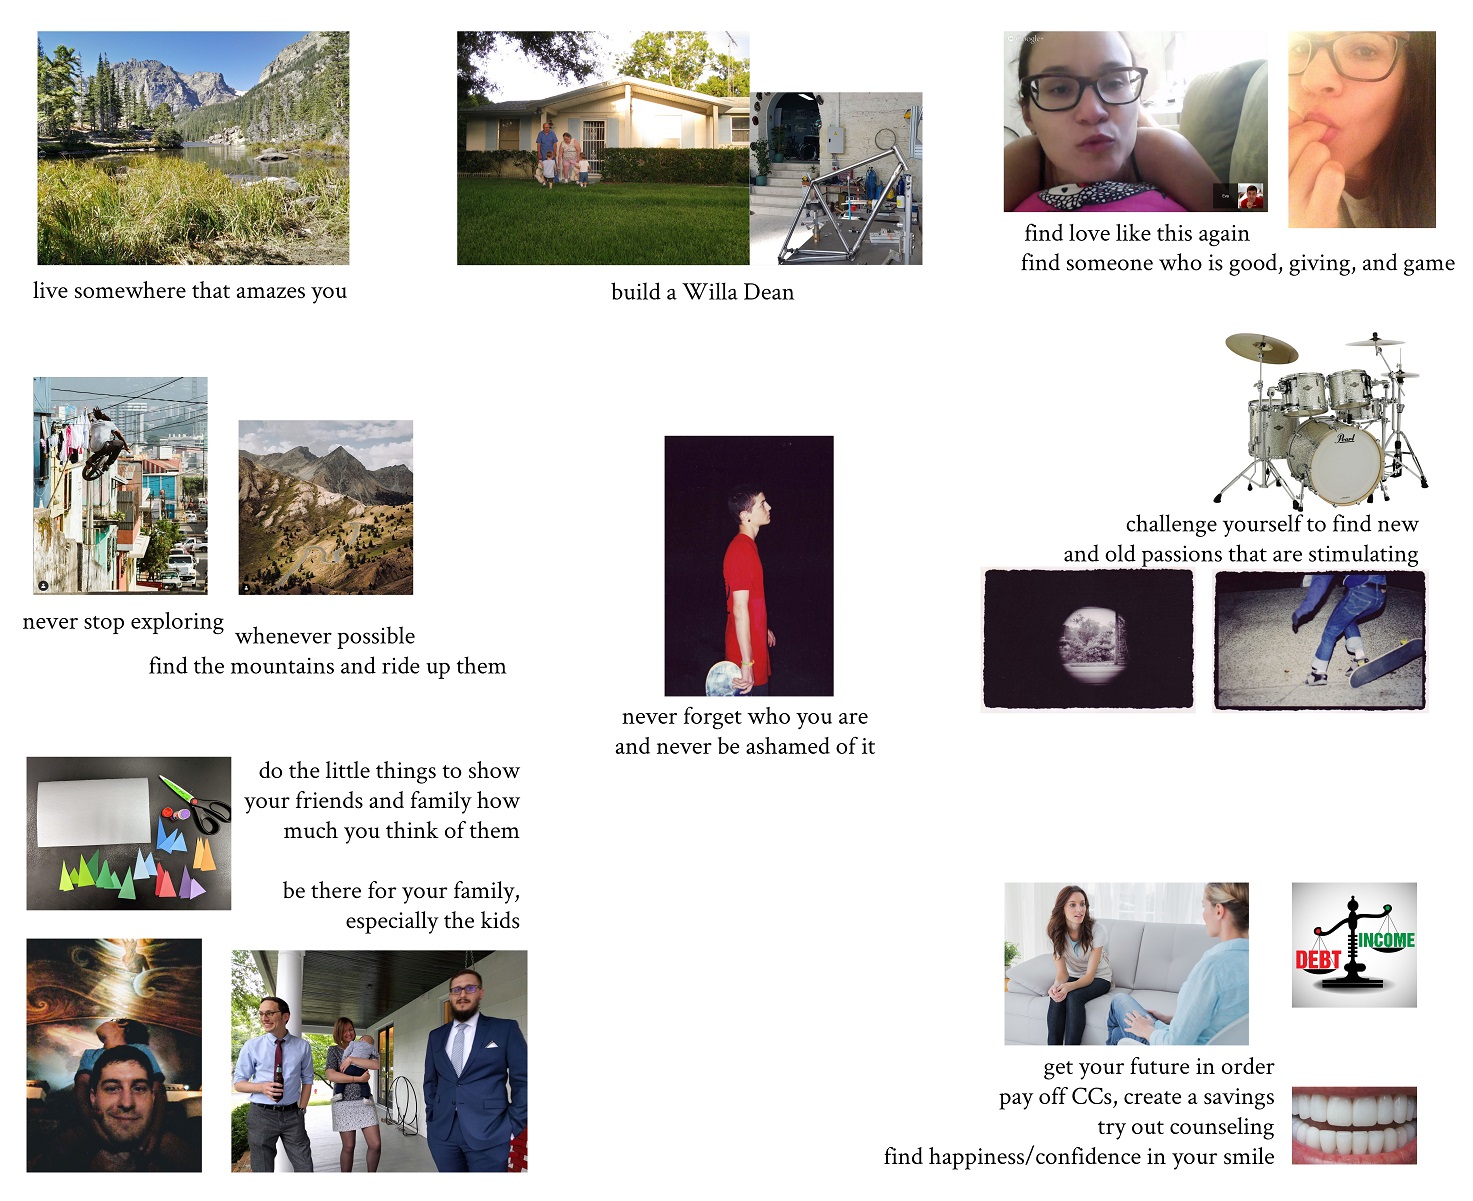 Google+
Eva
live somewhere that amazes you
build a Willa Dean
find love like this again
find someone who is good, giving, and game
Pearl
challenge yourself to find new
and old passions that are stimulating
never stop exploring
whenever possible
find the mountains and ride up them
never forget who you are
and never be ashamed of it
do the little things to show
your friends and family how
much you think of them
be there for your family,
especially the kids
DEBT
INCOME
get your future in order
pay off CCs, create a savings
try out counseling
find happiness/confidence in your smile